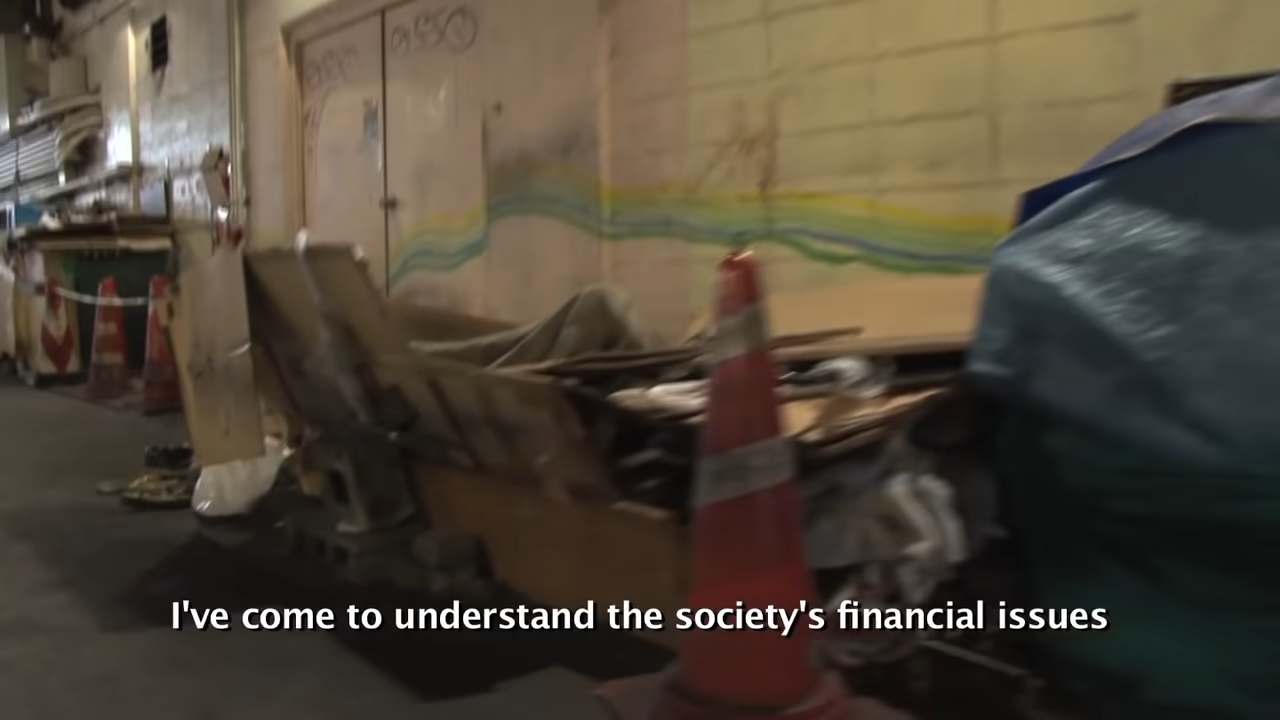 I've come to understand the society's financial issues